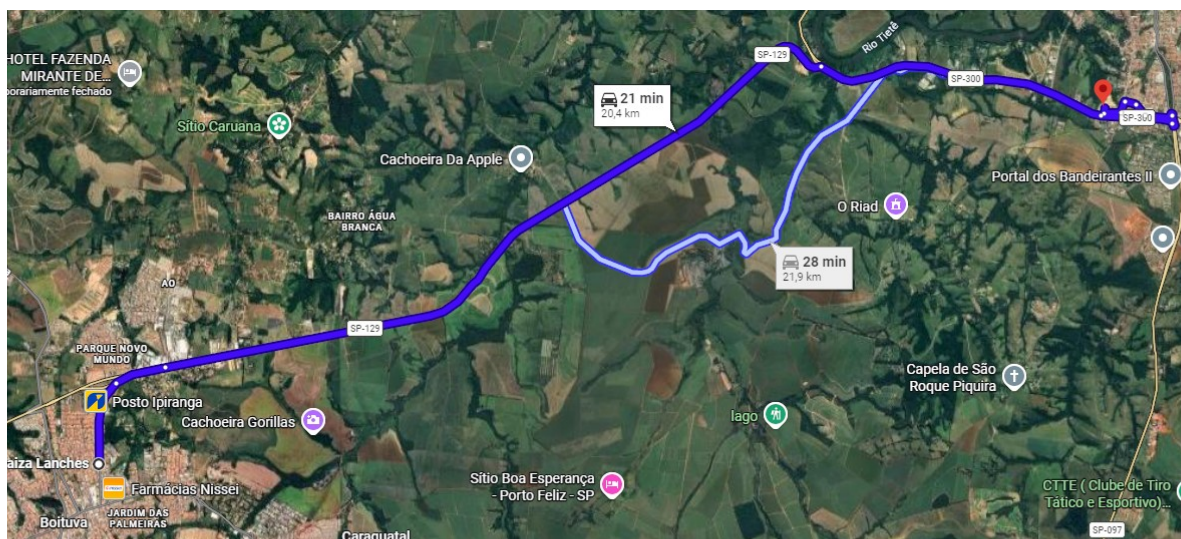 HOTEL FAZENDA
MIRANTE DE...
porariamente fechado
SP-129
Rio Tietê
SP-300
21 min
20,4 km
Sítio Caruana
SP-300
Cachoeira Da Apple
Portal dos Bandeirantes II
BAIRRO ÁGUA
BRANCA
O Riad
28 min
21,9 km
AO
SP-129
PARQUE NOVO
MUNDO
Capela de São
Roque Piquira
Posto Ipiranga
Cachoeira Gorillas
Iago
aiza Lanches
Farmácias Nissei
Sítio Boa Esperança
- Porto Feliz - SP
CTTE ( Clube de Tiro
Tático e Esportivo)...
JARDIM DAS
PALMEIRAS
Boituva
Caraguatal
SP-097